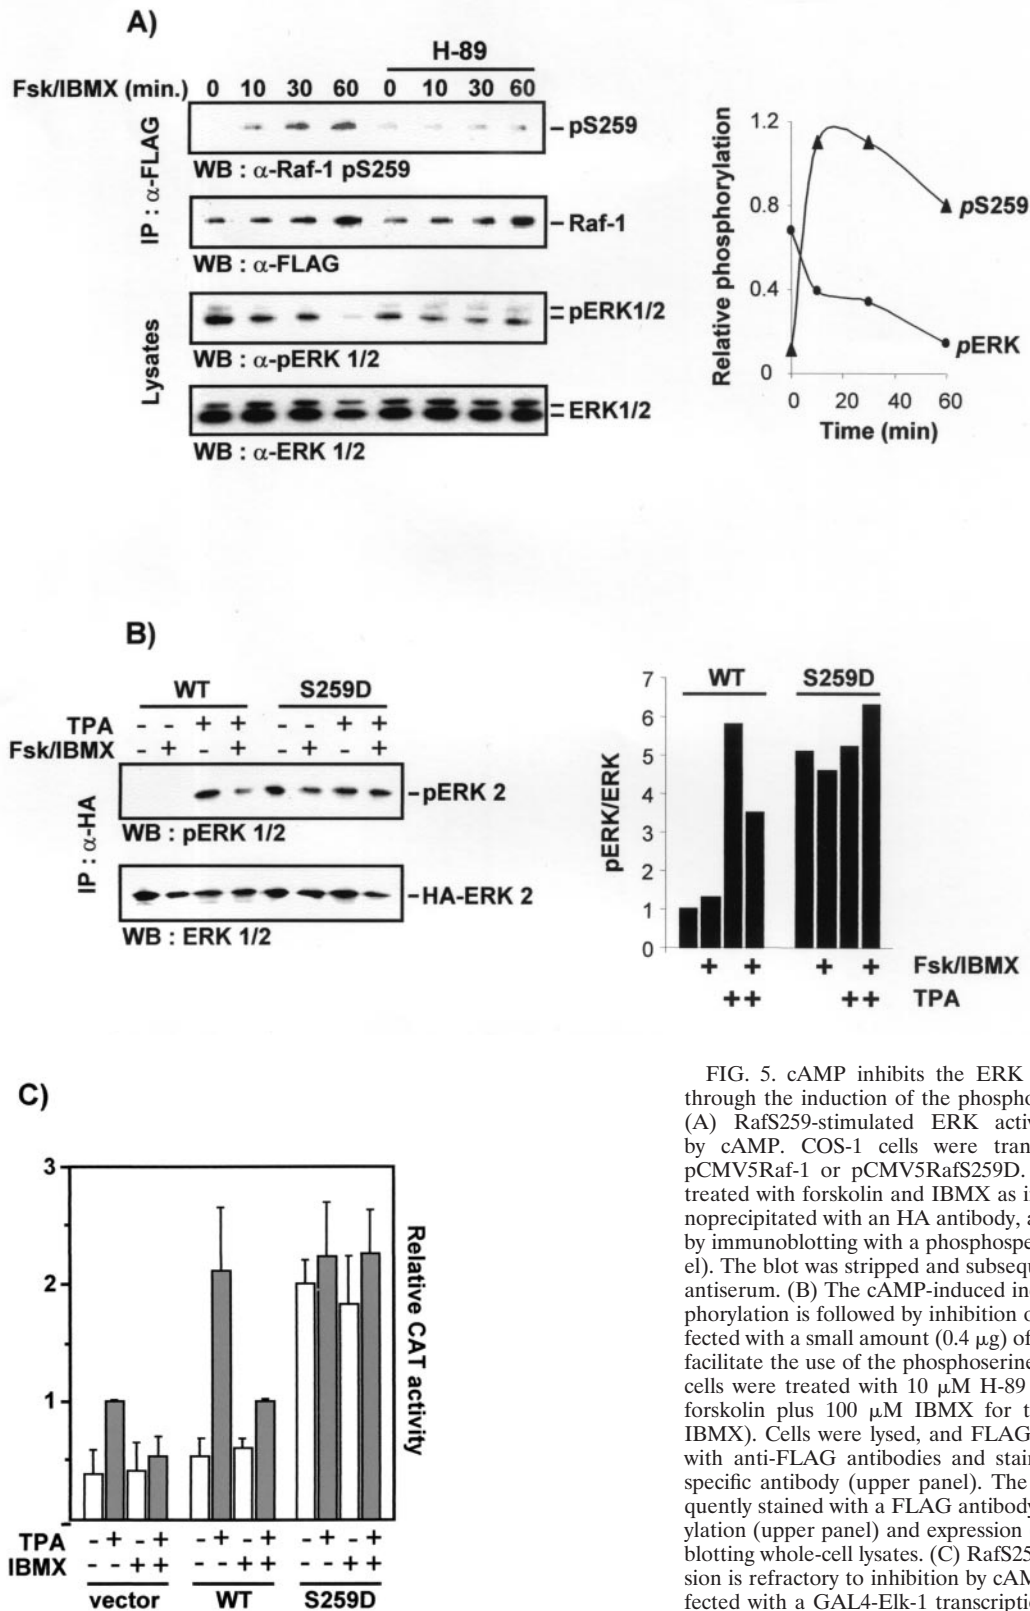 A)
H-89
Fsk/IBMX (min.) 0 10 30 60 0 10 30 60
IP : α-FLAG
pS259
WB : α-Raf-1 pS259
Raf-1
WB : α-FLAG
Lysates
pERK1/2
WB : α-pERK 1/2
ERK1/2
WB : α-ERK 1/2
Relative phosphorylation
1.2
0.8
0.4
0
pS259
pERK
0 20 40 60
Time (min)
B)
WT S259D
TPA - - + + - - + +
Fsk/IBMX - + - + - + - +
IP : α-HA
pERK 2
WB : pERK 1/2
HA-ERK 2
WB : ERK 1/2
pERK/ERK
7
6
5
4
3
2
1
0
WT S259D
+ + + + Fsk/IBMX
++ ++ TPA
C)
3
2
1
Relative CAT activity
TPA - + - + - + - + - + - +
IBMX - - + + - - + + - - + +
vector WT S259D
FIG. 5. cAMP inhibits the ERK
through the induction of the phospho
(A) RafS259-stimulated ERK activ
by cAMP. COS-1 cells were tran
pCMV5Raf-1 or pCMV5RafS259D.
treated with forskolin and IBMX as i
noprecipitated with an HA antibody, a
by immunoblotting with a phosphospe
el). The blot was stripped and subsequ
antiserum. (B) The cAMP-induced in
phorylation is followed by inhibition o
fected with a small amount (0.4 μg) of
facilitate the use of the phosphoserine
cells were treated with 10 μM H-89
forskolin plus 100 μM IBMX for t
IBMX). Cells were lysed, and FLAG
with anti-FLAG antibodies and stai
specific antibody (upper panel). The
quently stained with a FLAG antibody
ylation (upper panel) and expression
blotting whole-cell lysates. (C) RafS25
sion is refractory to inhibition by cAM
fected with a GAL4-Elk-1 transcriptio